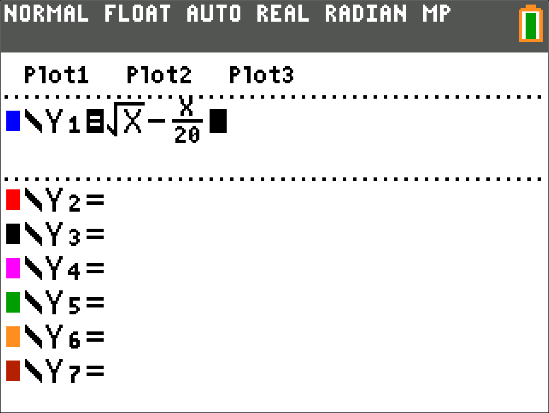 NORMAL FLOAT AUTO REAL RADIAN MP
Plot1 Plot2 Plot3
\Y1=√X-X/20
\Y2=
\Y3=
\Y4=
\Y5=
\Y6=
\Y7=